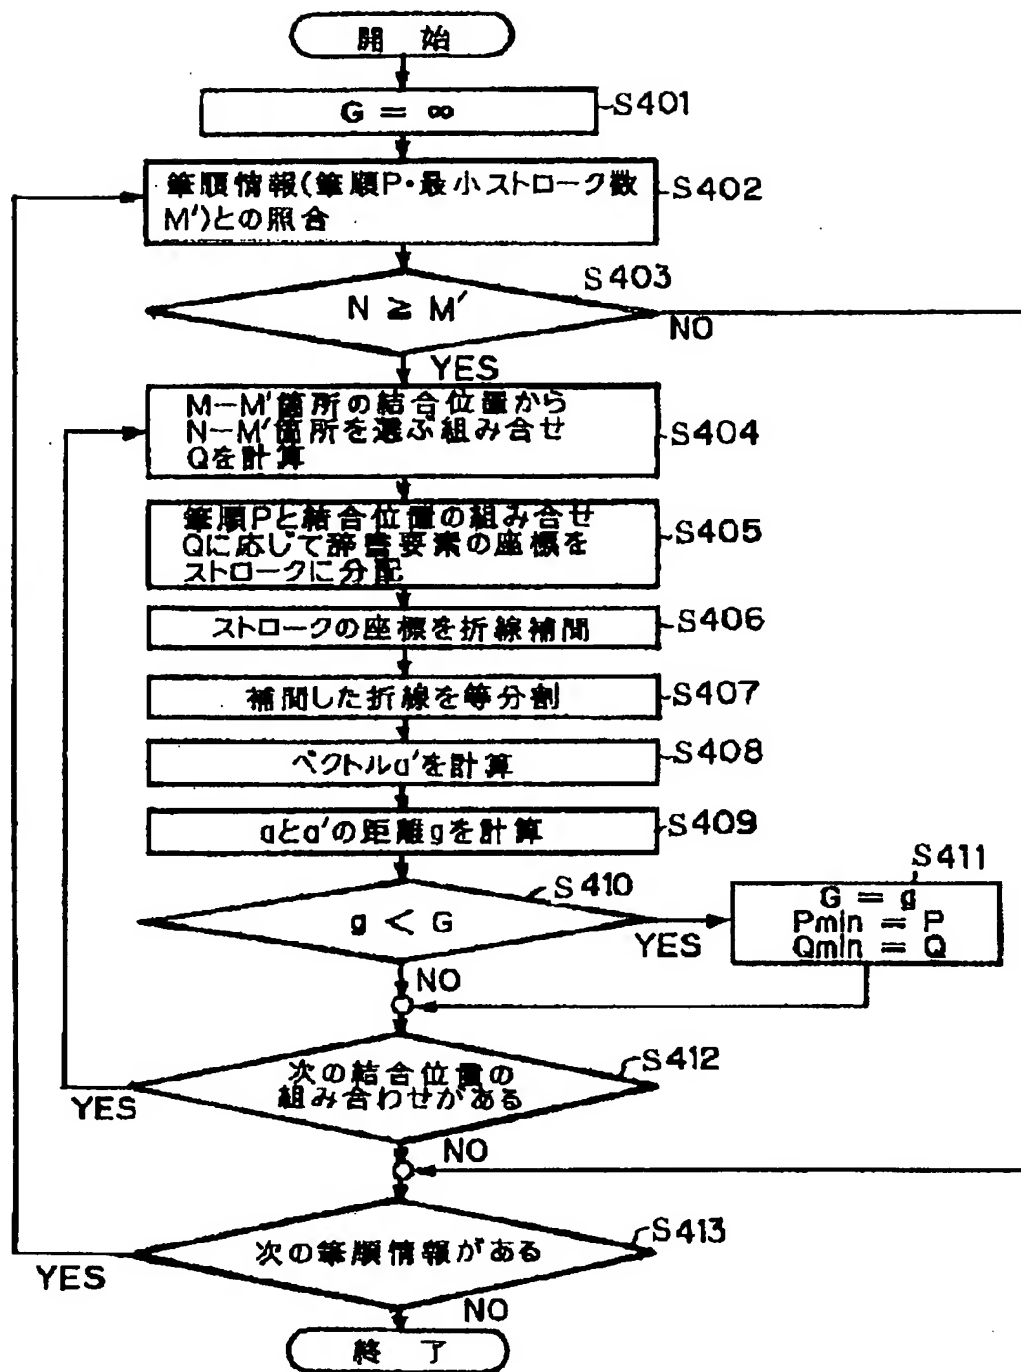 開始
G = ∞
S401
筆順情報(筆順P・最小ストローク数
M′)との照合
S402
S403
N ≧ M′
NO
YES
M−M′箇所の結合位置から
N−M′箇所を選ぶ組み合せ
Qを計算
S404
筆順Pと結合位置の組み合せ
Qに応じて辞書要素の座標を
ストロークに分配
S405
ストロークの座標を折線補間
S406
補間した折線を等分割
S407
ベクトルa′を計算
S408
aとa′の距離gを計算
S409
S410
g < G
YES
NO
S411
G = g
Pmin = P
Qmin = Q
S412
次の結合位置の
組み合わせがある
YES
NO
S413
次の筆順情報がある
YES
NO
終了